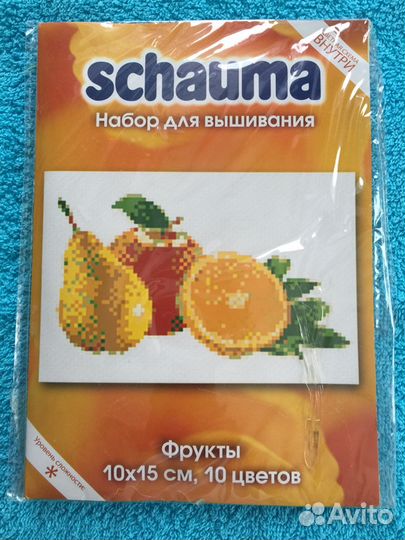 schauma
Набор для вышивания
ВНУТРИ
Фрукты
10x15 см, 10 цветов
Уровень сложности:
*
Avito